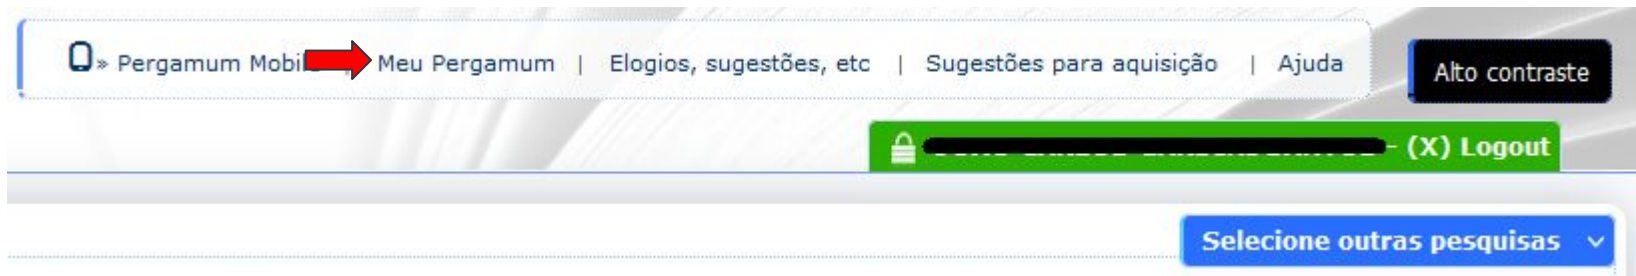 » Pergamum Mobile | Meu Pergamum | Elogios, sugestões, etc | Sugestões para aquisição | Ajuda
Alto contraste
- (X) Logout
Selecione outras pesquisas